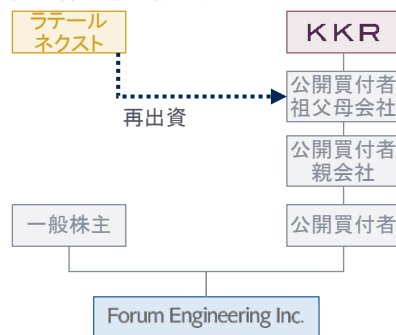 ラテール
ネクスト
KKR
公開買付者
祖父母会社
再出資
公開買付者
親会社
一般株主
公開買付者
Forum Engineering Inc.